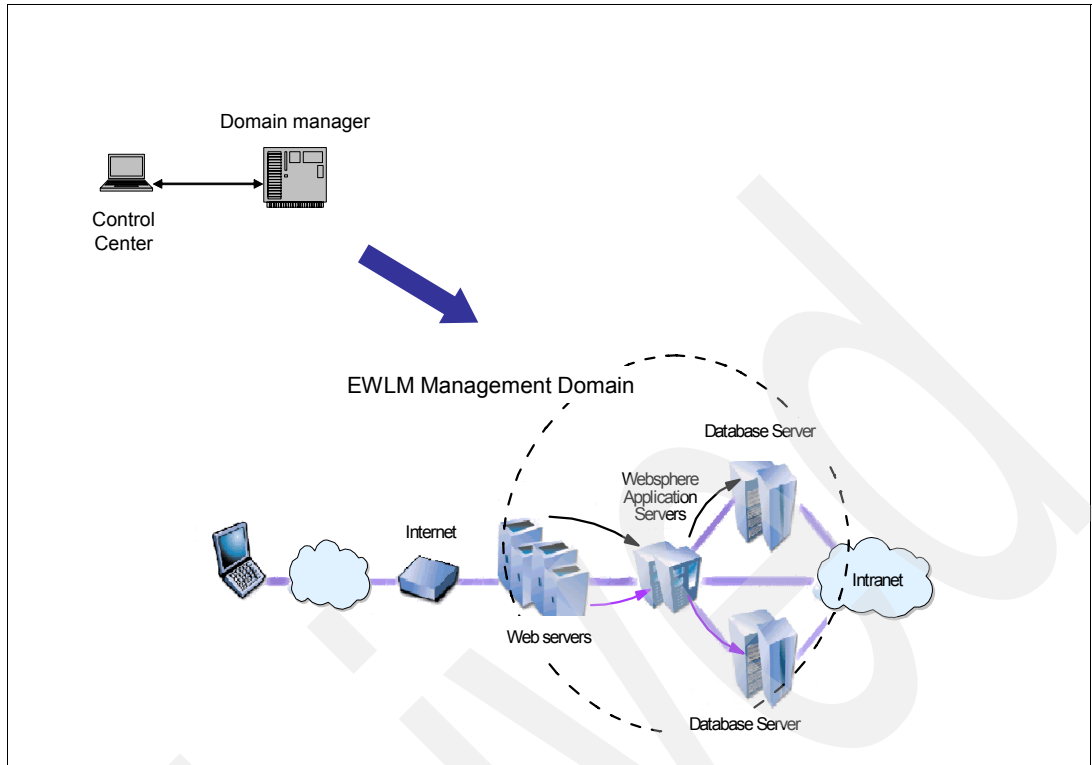 Domain manager
Control
Center
EWLM Management Domain
Database Server
Websphere
Application
Servers
Internet
Intranet
Web servers
Database Server